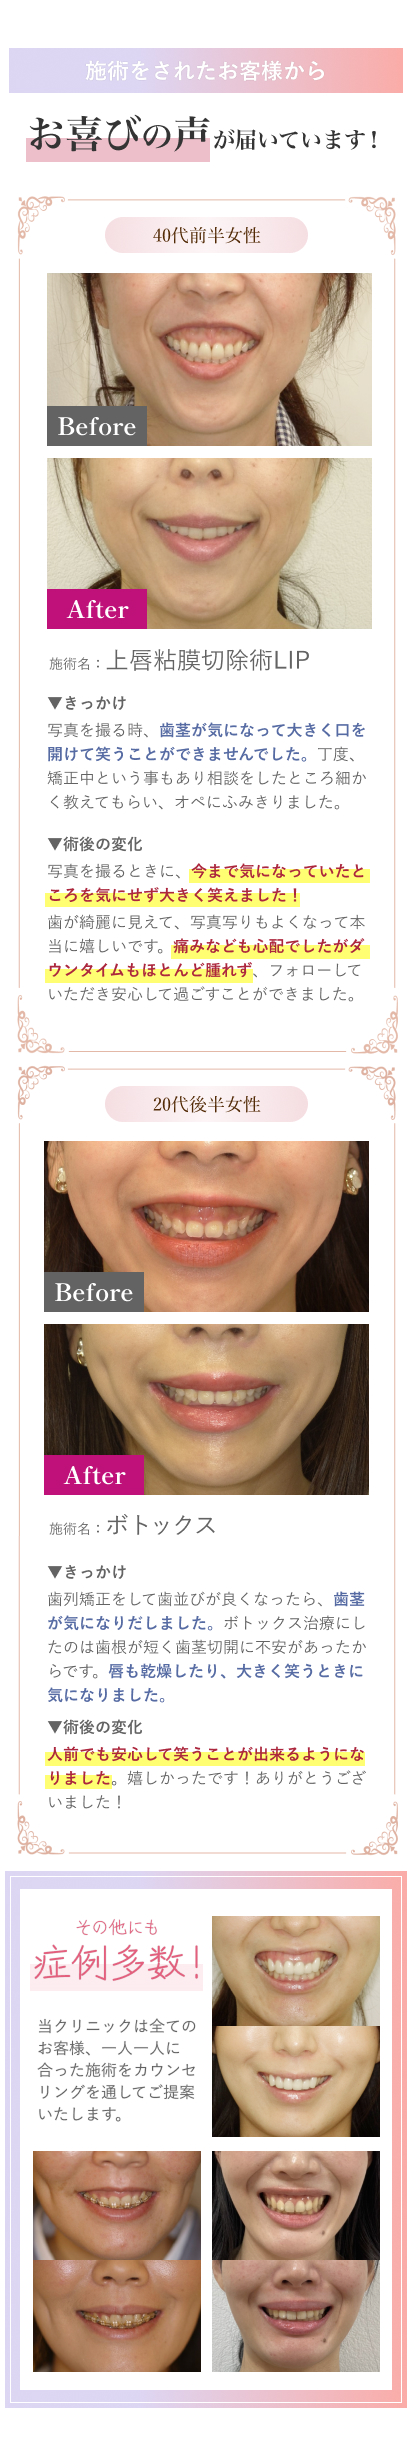 施術をされたお客様から
お喜びの声が届いています！
40代前半女性
Before
After
施術名：上唇粘膜切除術LIP
▼きっかけ
写真を撮る時、歯茎が気になって大きく口を
開けて笑うことができませんでした。丁度、
矯正中という事もあり相談をしたところ細か
く教えてもらい、オペにふみきりました。
▼術後の変化
写真を撮るときに、今まで気になっていたと
ころを気にせず大きく笑えました！
歯が綺麗に見えて、写真写りもよくなって本
当に嬉しいです。痛みなども心配でしたがダ
ウンタイムもほとんど腫れず、フォローして
いただき安心して過ごすことができました。
20代後半女性
Before
After
施術名：ボトックス
▼きっかけ
歯列矯正をして歯並びが良くなったら、歯茎
が気になりだしました。ボトックス治療にし
たのは歯根が短く歯茎切開に不安があったか
らです。唇も乾燥したり、大きく笑うときに
気になりました。
▼術後の変化
人前でも安心して笑うことが出来るようにな
りました。嬉しかったです！ありがとうござ
いました！
その他にも
症例多数！
当クリニックは全ての
お客様、一人一人に
合った施術をカウンセ
リングを通してご提案
いたします。